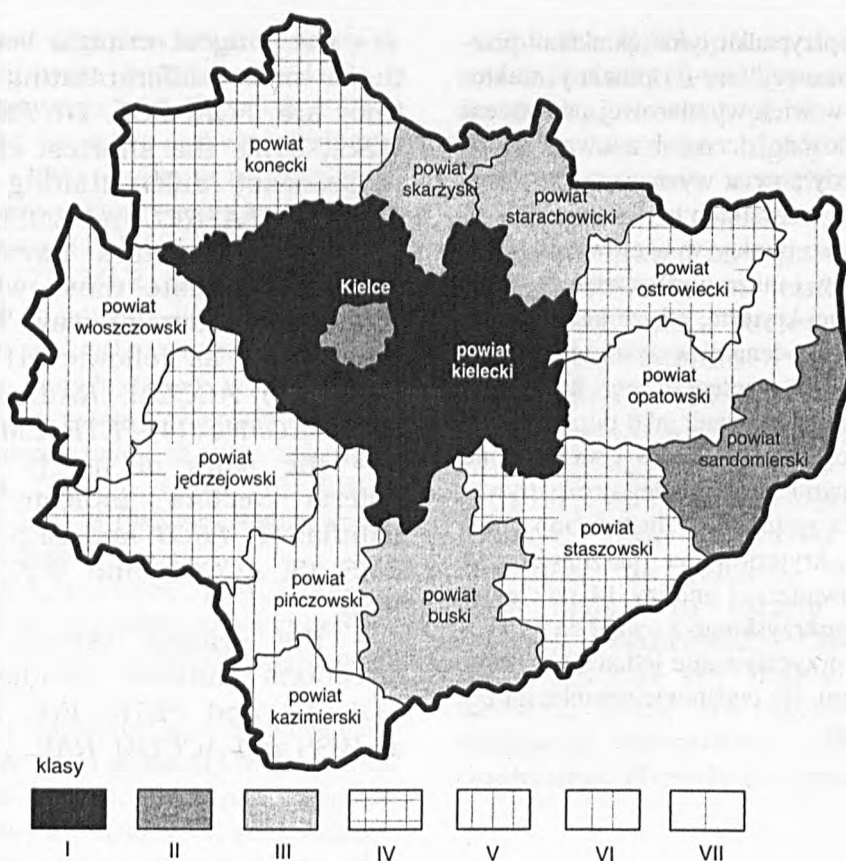 powiat
konecki
powiat
skarżyski
powiat
starachowicki
powiat
włoszczowski
Kielce
powiat
ostrowiecki
powiat
kielecki
powiat
opatowski
powiat
sandomierski
powiat
jędrzejowski
powiat
staszowski
powiat
pińczowski
powiat
buski
powiat
kazimierski
klasy
I II III IV V VI VII